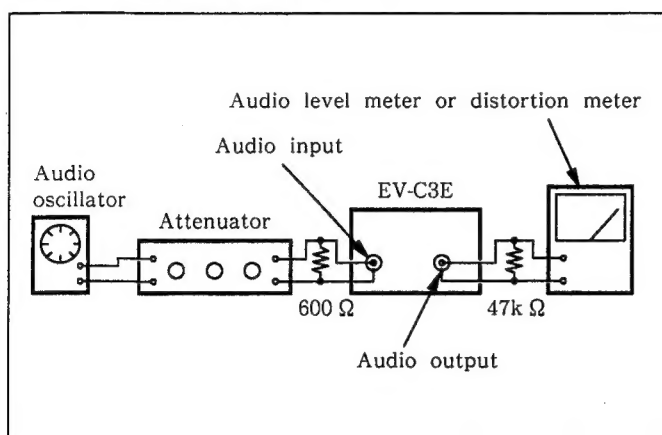 Audio level meter or distortion meter
Audio input
Audio
oscillator
Attenuator
EV-C3E
600 Ω
47k Ω
Audio output